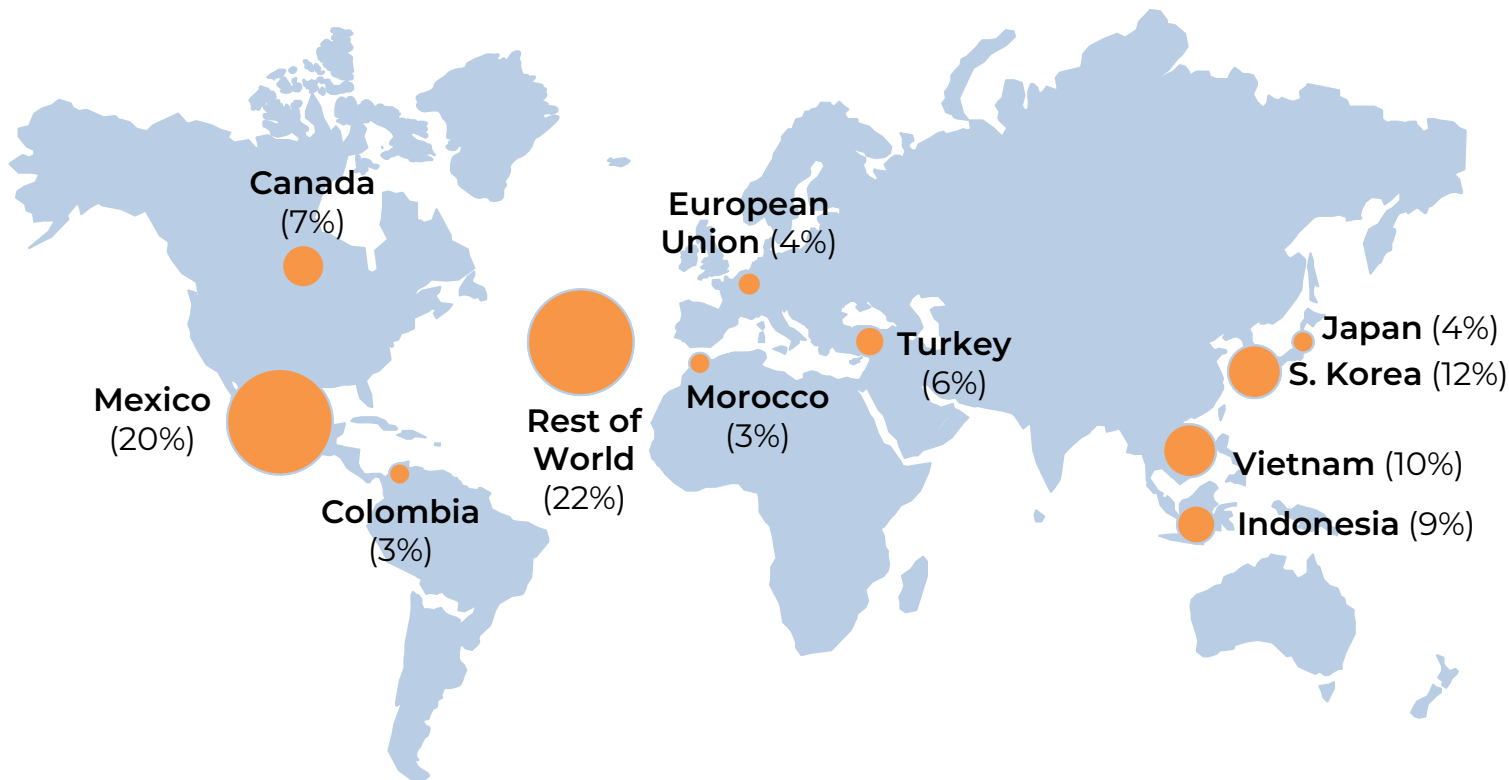 Canada
(7%)
European
Union (4%)
Japan (4%)
Turkey
(6%)
S. Korea (12%)
Mexico
(20%)
Morocco
(3%)
Rest of
World
(22%)
Vietnam (10%)
Colombia
(3%)
Indonesia (9%)